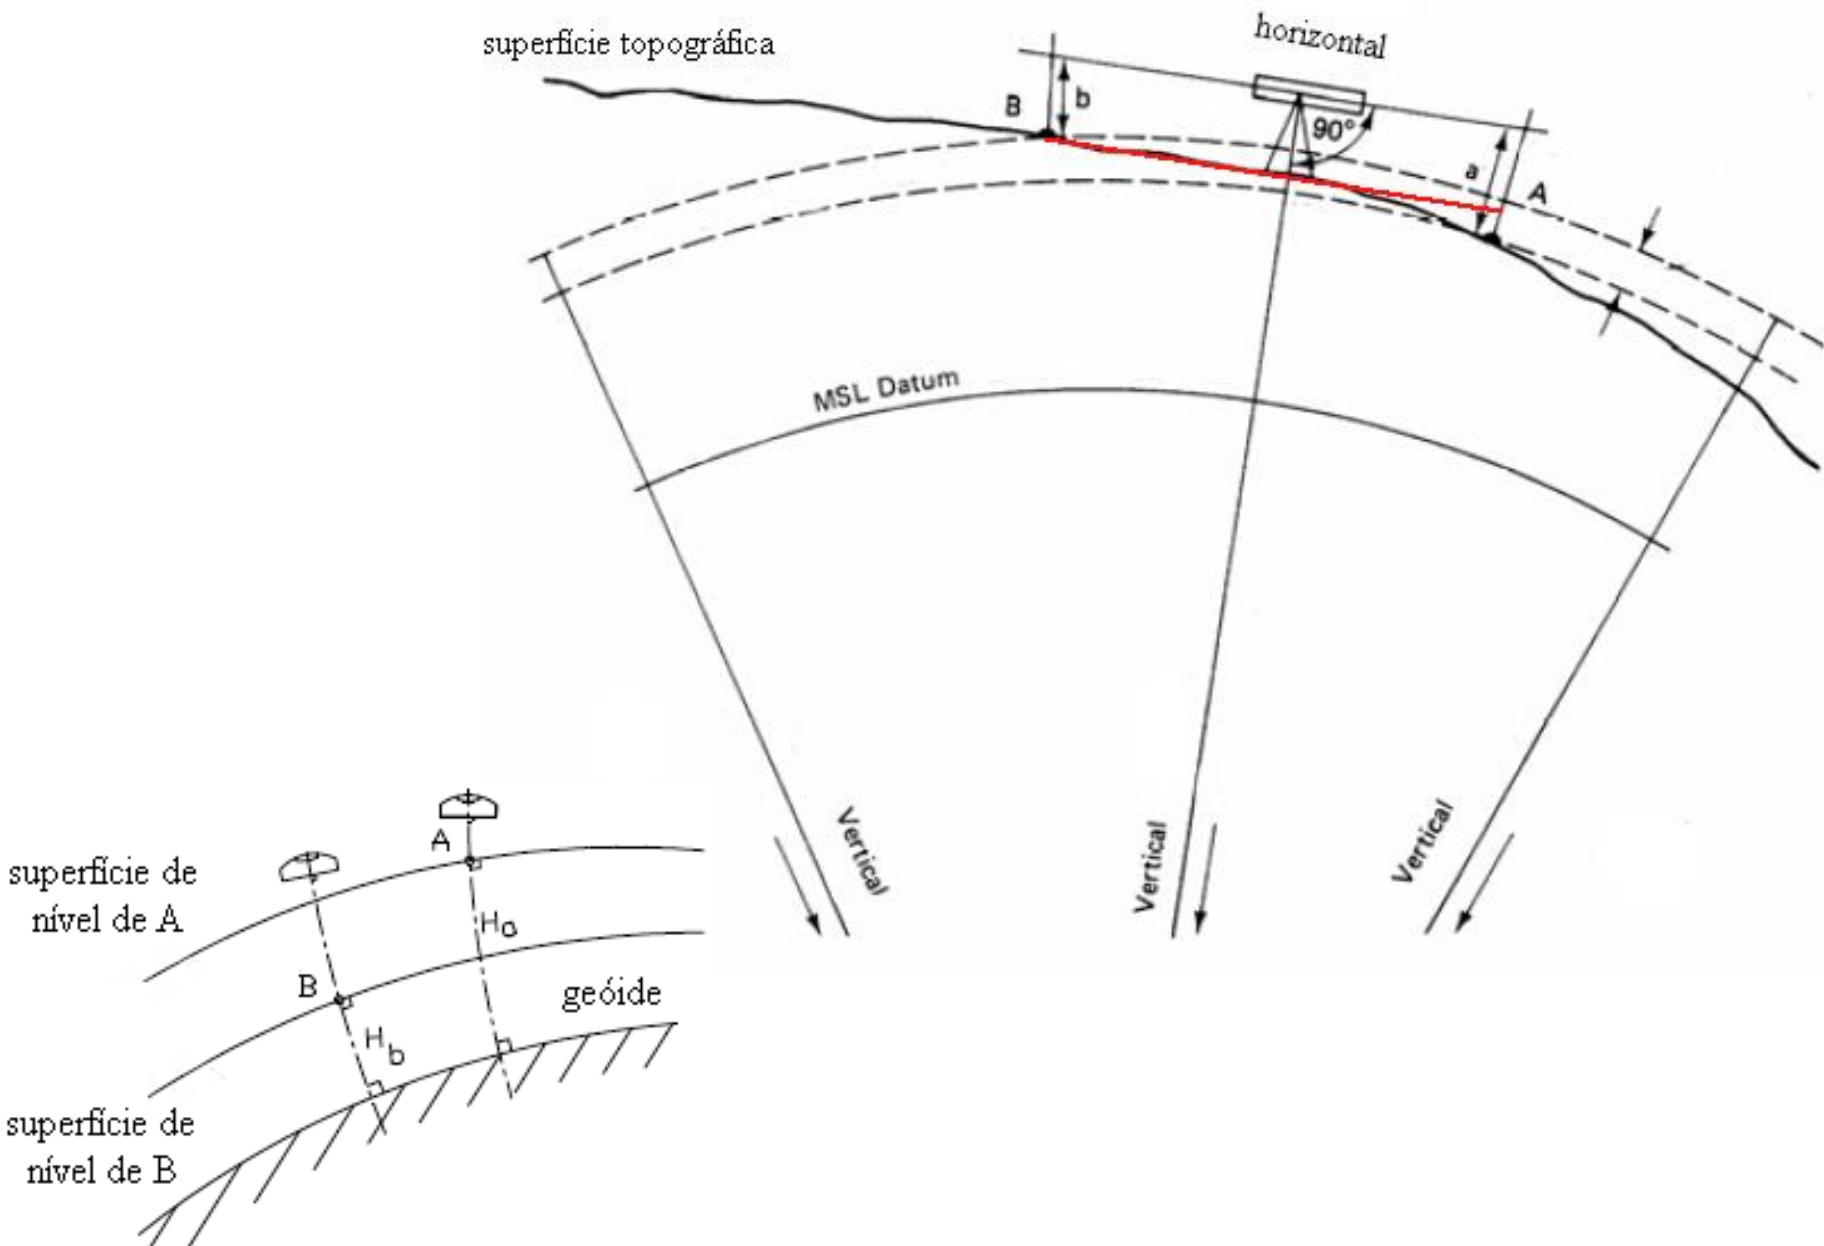 superfície topográfica
horizontal
B
b
90°
a
A
MSL Datum
Vertical
Vertical
Vertical
A
superfície de
nível de A
Ha
B
geóide
Hb
superfície de
nível de B